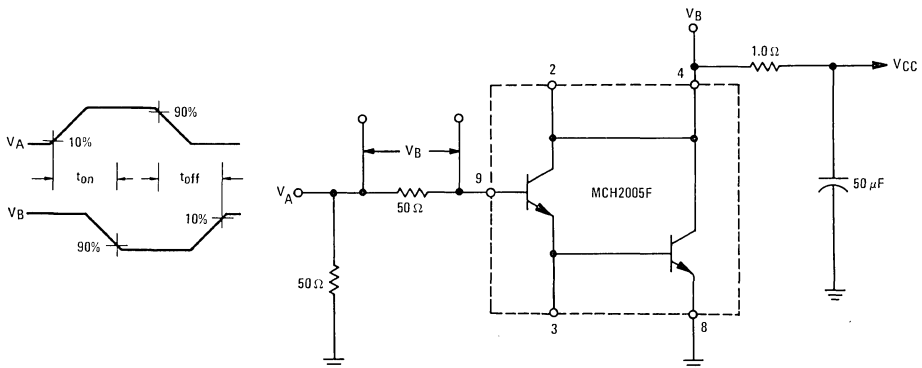 VB
1.0 Ω
VCC
2
4
90%
VA
10%
ton
toff
VB
10%
90%
VB
VA
50 Ω
9
MCH2005F
50 µF
50 Ω
3
8